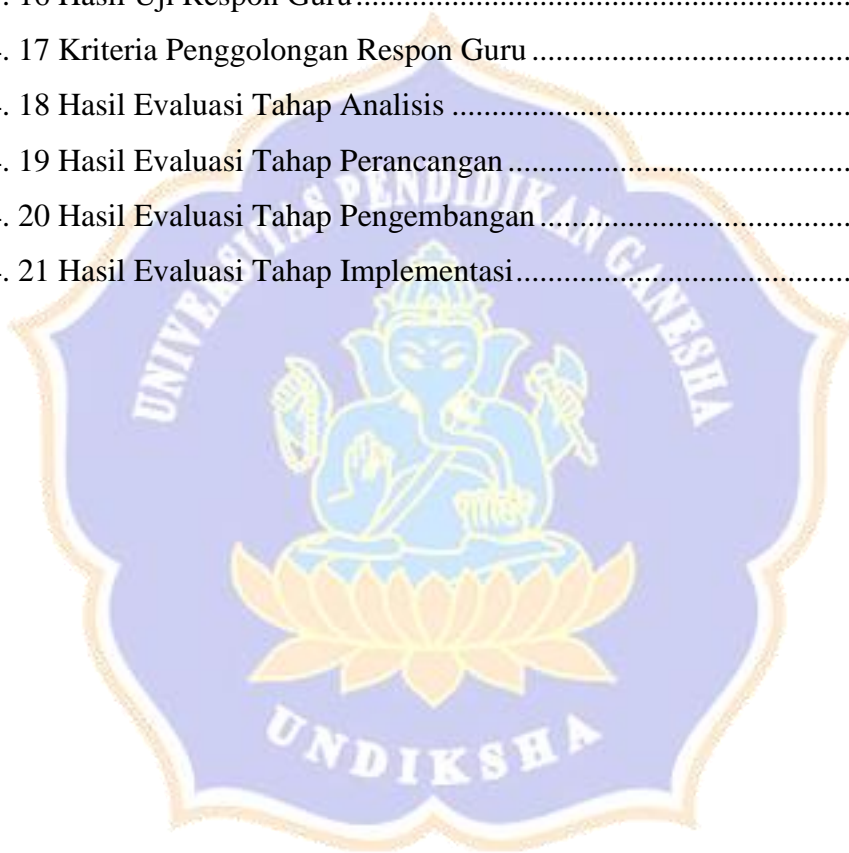 . 16 Hasil Uji Respon Guru................................................................
. 17 Kriteria Penggolongan Respon Guru ..........................................
. 18 Hasil Evaluasi Tahap Analisis .....................................................
. 19 Hasil Evaluasi Tahap Perancangan..............................................
. 20 Hasil Evaluasi Tahap Pengembangan..........................................
. 21 Hasil Evaluasi Tahap Implementasi.............................................
UNIVERSITAS PENDIDIKAN GANESHA
UNDIKSHA